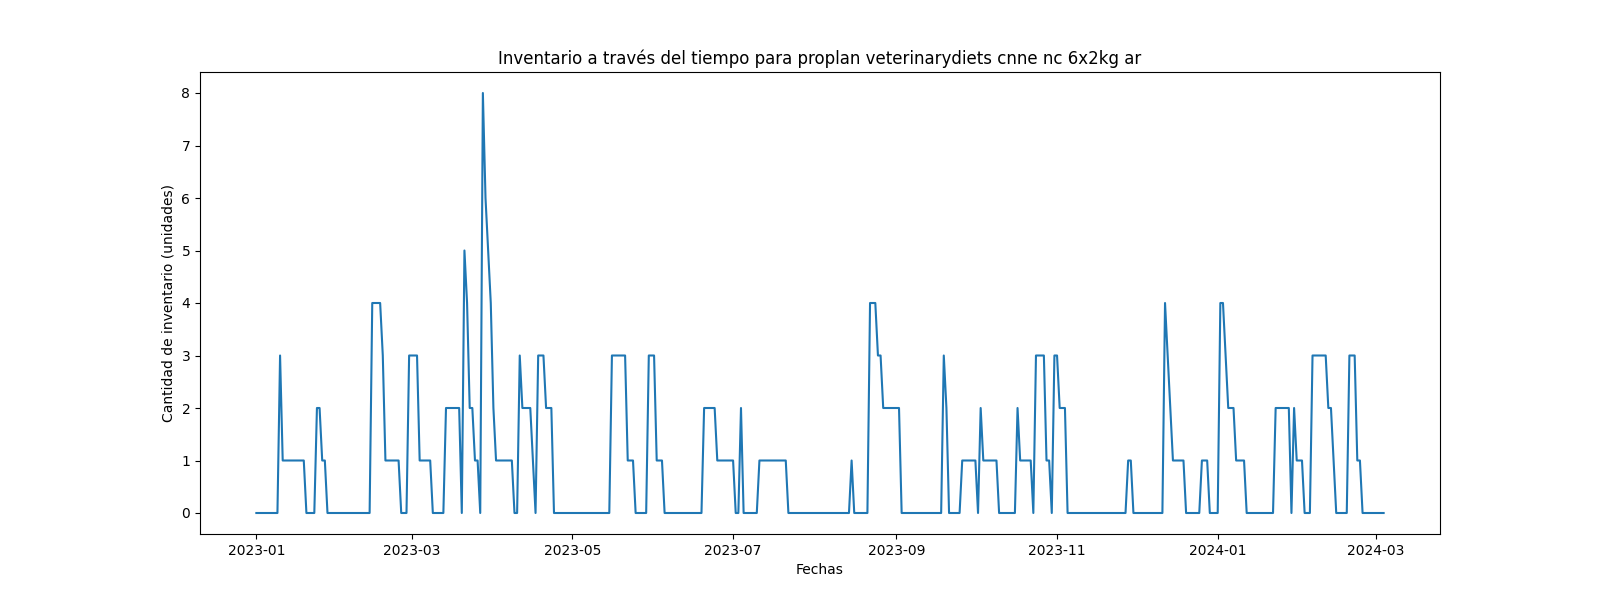 Inventario a través del tiempo para proplan veterinarydiets cnne nc 6x2kg ar
Cantidad de inventario (unidades)
8
7
6
5
4
3
2
1
0
2023-01 2023-03 2023-05 2023-07 2023-09 2023-11 2024-01 2024-03
Fechas